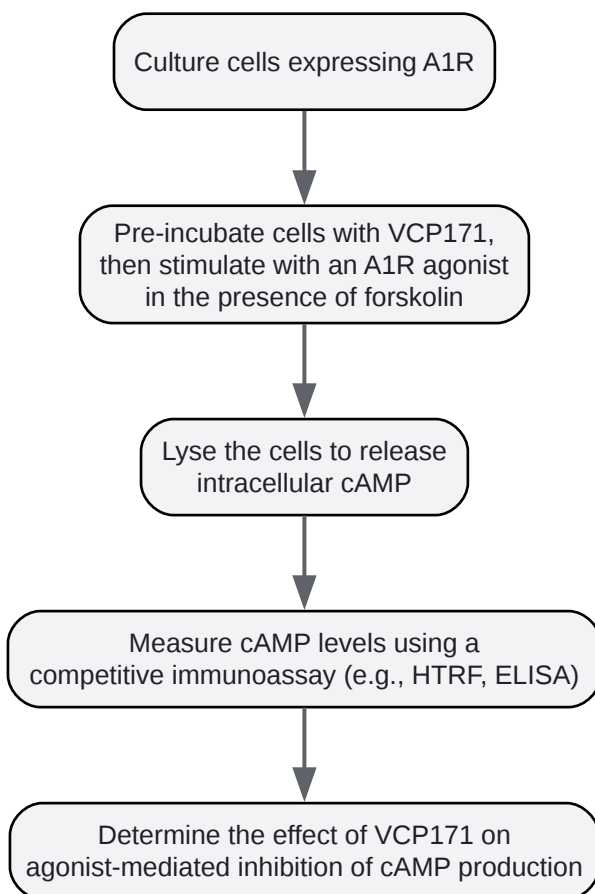 Culture cells expressing A1R
Pre-incubate cells with VCP171,
then stimulate with an A1R agonist
in the presence of forskolin
Lyse the cells to release
intracellular cAMP
Measure cAMP levels using a
competitive immunoassay (e.g., HTRF, ELISA)
Determine the effect of VCP171 on
agonist-mediated inhibition of cAMP production